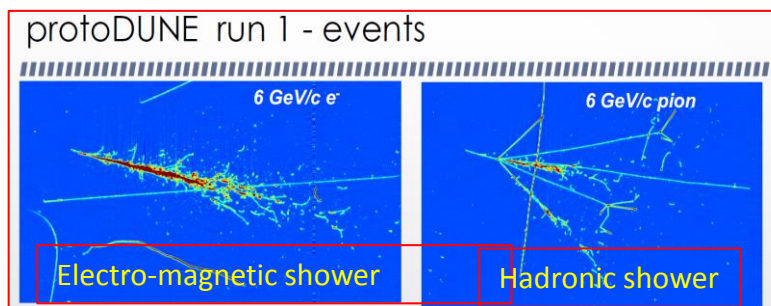 protoDUNE run 1 - events
6 GeV/c e-
6 GeV/c pion
Electro-magnetic shower
Hadronic shower